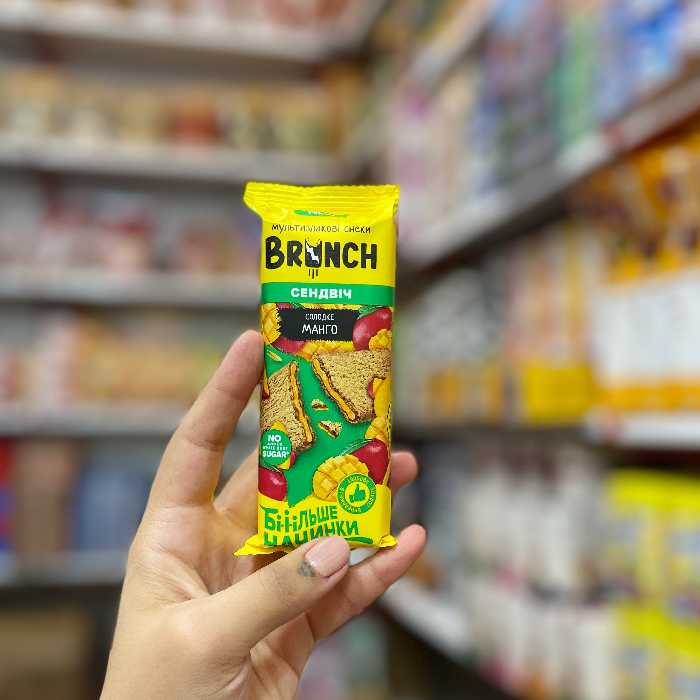 мультизлакові снеки
BRUNCH
СЕНДВІЧ
СОЛОДКЕ
МАНГО
NO
SUGAR*
БІ-І-ІЛЬШЕ
НАЧИНКИ